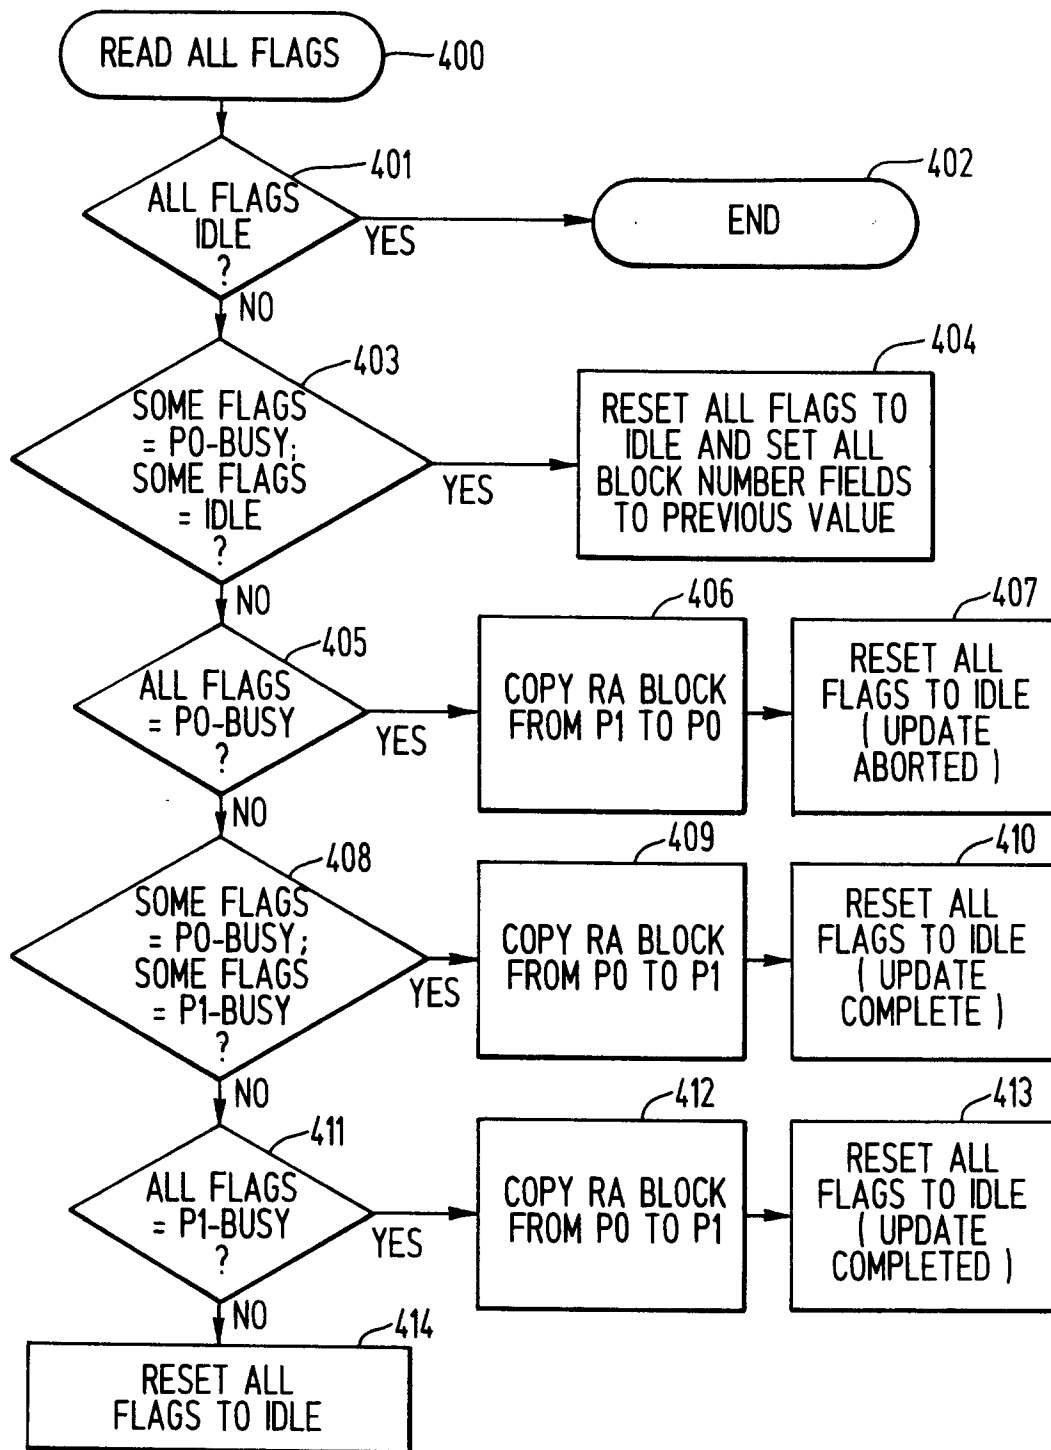 READ ALL FLAGS
400
401
ALL FLAGS
IDLE
?
YES
NO
402
END
403
SOME FLAGS
= P0-BUSY;
SOME FLAGS
= IDLE
?
YES
NO
404
RESET ALL FLAGS TO
IDLE AND SET ALL
BLOCK NUMBER FIELDS
TO PREVIOUS VALUE
405
ALL FLAGS
= P0-BUSY
?
YES
NO
406
COPY RA BLOCK
FROM P1 TO P0
407
RESET ALL
FLAGS TO IDLE
( UPDATE
ABORTED )
408
SOME FLAGS
= P0-BUSY;
SOME FLAGS
= P1-BUSY
?
YES
NO
409
COPY RA BLOCK
FROM P0 TO P1
410
RESET ALL
FLAGS TO IDLE
( UPDATE
COMPLETE )
411
ALL FLAGS
= P1-BUSY
?
YES
NO
412
COPY RA BLOCK
FROM P0 TO P1
413
RESET ALL
FLAGS TO IDLE
( UPDATE
COMPLETED )
414
RESET ALL
FLAGS TO IDLE